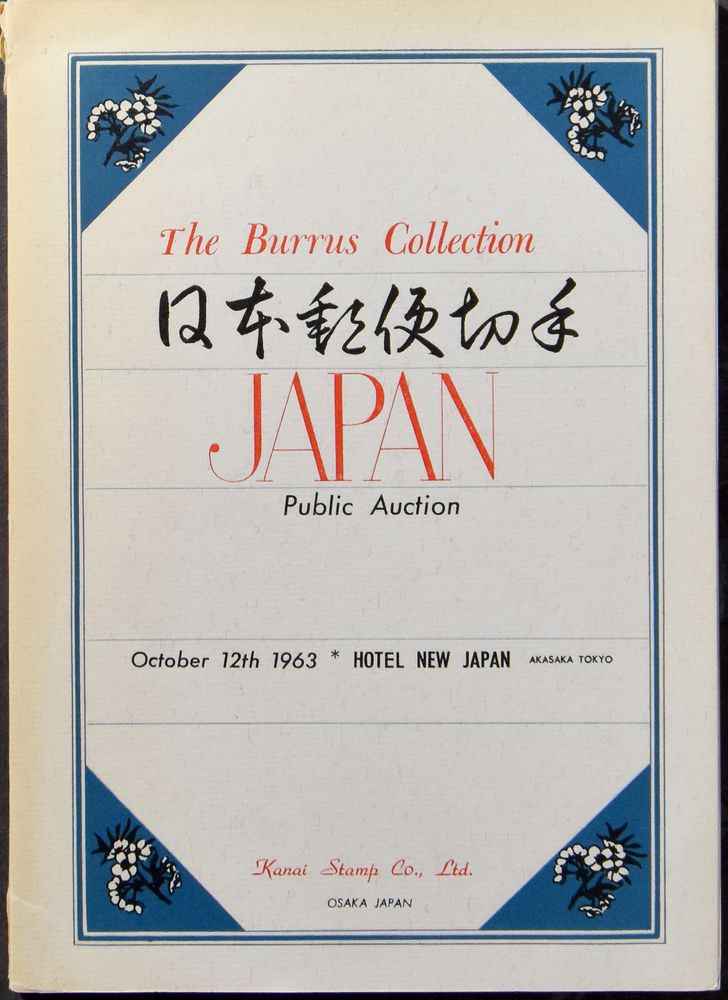 The Burrus Collection
日本郵便切手
JAPAN
Public Auction
October 12th 1963 * HOTEL NEW JAPAN AKASAKA TOKYO
Kanai Stamp Co., Ltd.
OSAKA JAPAN